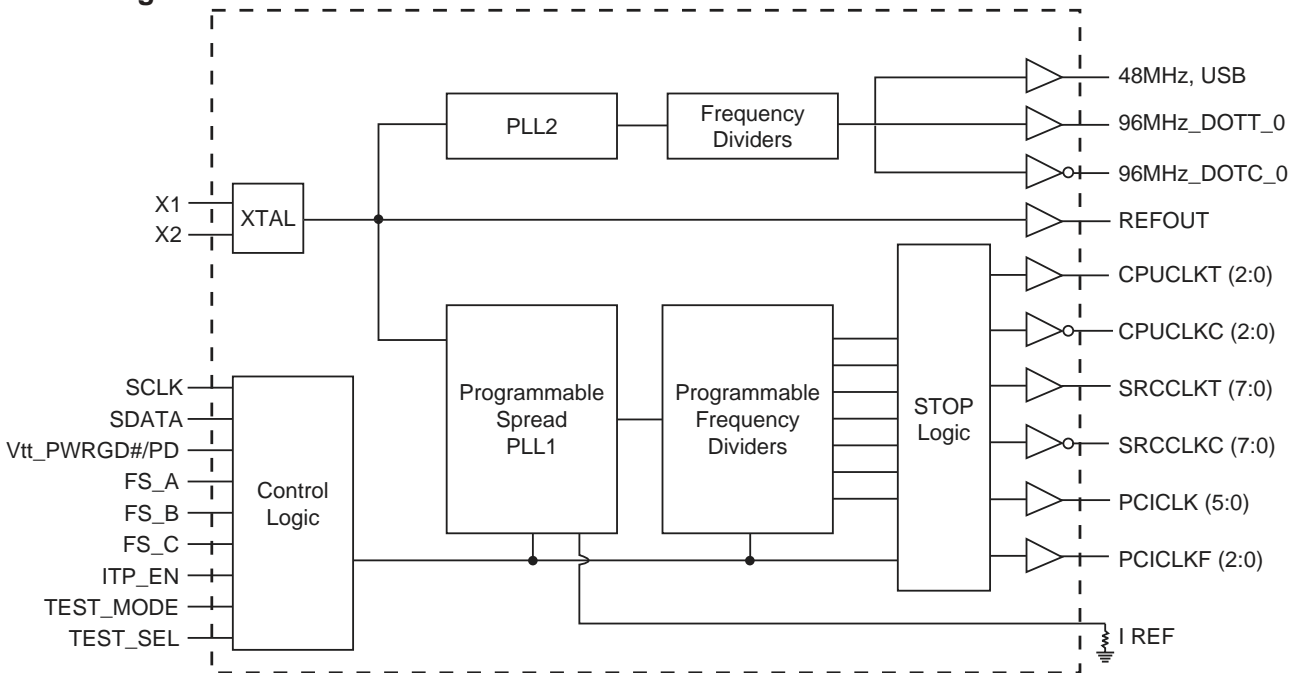 48MHz, USB
PLL2
Frequency
Dividers
96MHz_DOTT_0
96MHz_DOTC_0
X1
X2
XTAL
REFOUT
CPUCLKT (2:0)
CPUCLKC (2:0)
SCLK
SDATA
Vtt_PWRGD#/PD
FS_A
FS_B
FS_C
ITP_EN
TEST_MODE
TEST_SEL
Control
Logic
Programmable
Spread
PLL1
Programmable
Frequency
Dividers
STOP
Logic
SRCCLKT (7:0)
SRCCLKC (7:0)
PCICLK (5:0)
PCICLKF (2:0)
I REF